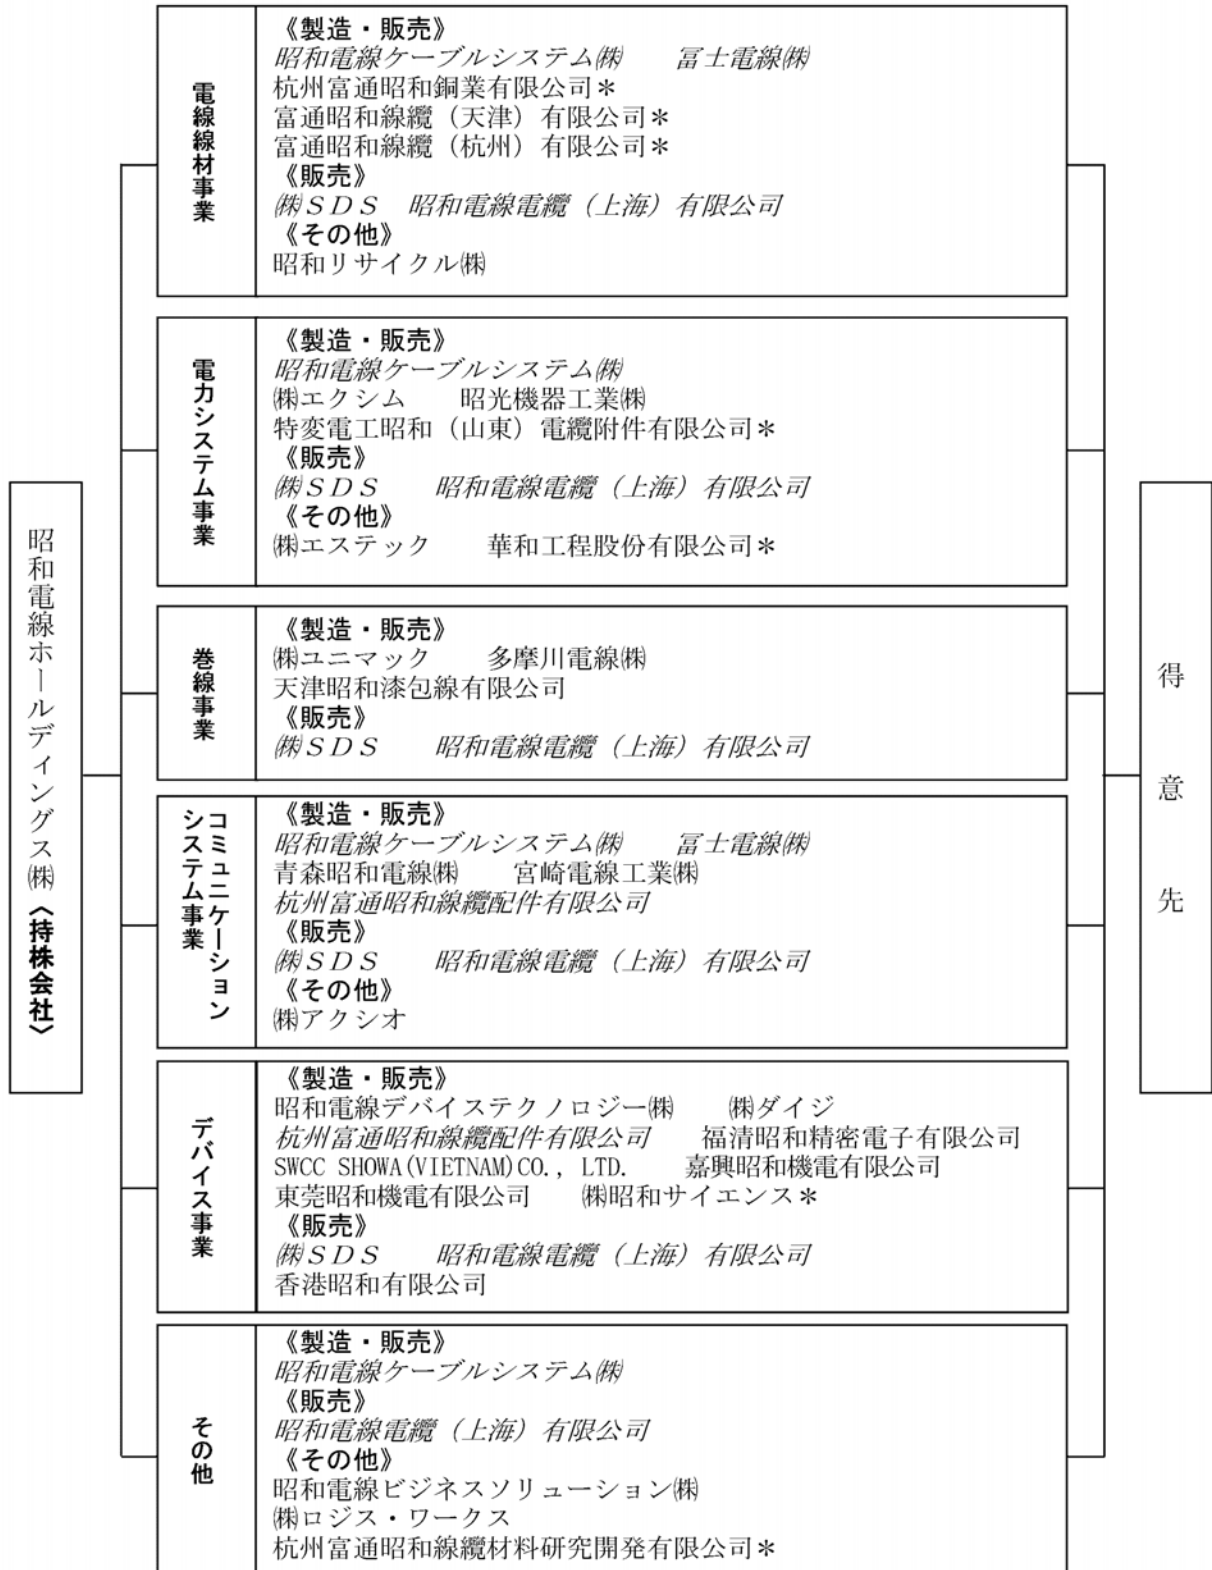 昭和電線ホールディングス㈱〈持株会社〉
電線線材事業
《製造・販売》
昭和電線ケーブルシステム㈱　　冨士電線㈱
杭州富通昭和銅業有限公司＊
富通昭和線纜（天津）有限公司＊
富通昭和線纜（杭州）有限公司＊
《販売》
㈱ＳＤＳ　昭和電線電纜（上海）有限公司
《その他》
昭和リサイクル㈱
電力システム事業
《製造・販売》
昭和電線ケーブルシステム㈱
㈱エクシム　　昭光機器工業㈱
特変電工昭和（山東）電纜附件有限公司＊
《販売》
㈱ＳＤＳ　　昭和電線電纜（上海）有限公司
《その他》
㈱エステック　　華和工程股份有限公司＊
巻線事業
《製造・販売》
㈱ユニマック　　多摩川電線㈱
天津昭和漆包線有限公司
《販売》
㈱ＳＤＳ　　昭和電線電纜（上海）有限公司
コミュニケーション
システム事業
《製造・販売》
昭和電線ケーブルシステム㈱　　冨士電線㈱
青森昭和電線㈱　　宮崎電線工業㈱
杭州富通昭和線纜配件有限公司
《販売》
㈱ＳＤＳ　　昭和電線電纜（上海）有限公司
《その他》
㈱アクシオ
デバイス事業
《製造・販売》
昭和電線デバイステクノロジー㈱　　㈱ダイジ
杭州富通昭和線纜配件有限公司　　福清昭和精密電子有限公司
SWCC SHOWA(VIETNAM)CO., LTD.　　嘉興昭和機電有限公司
東莞昭和機電有限公司　　㈱昭和サイエンス＊
《販売》
㈱ＳＤＳ　　昭和電線電纜（上海）有限公司
香港昭和有限公司
その他
《製造・販売》
昭和電線ケーブルシステム㈱
《販売》
昭和電線電纜（上海）有限公司
《その他》
昭和電線ビジネスソリューション㈱
㈱ロジス・ワークス
杭州富通昭和線纜材料研究開発有限公司＊
得意先